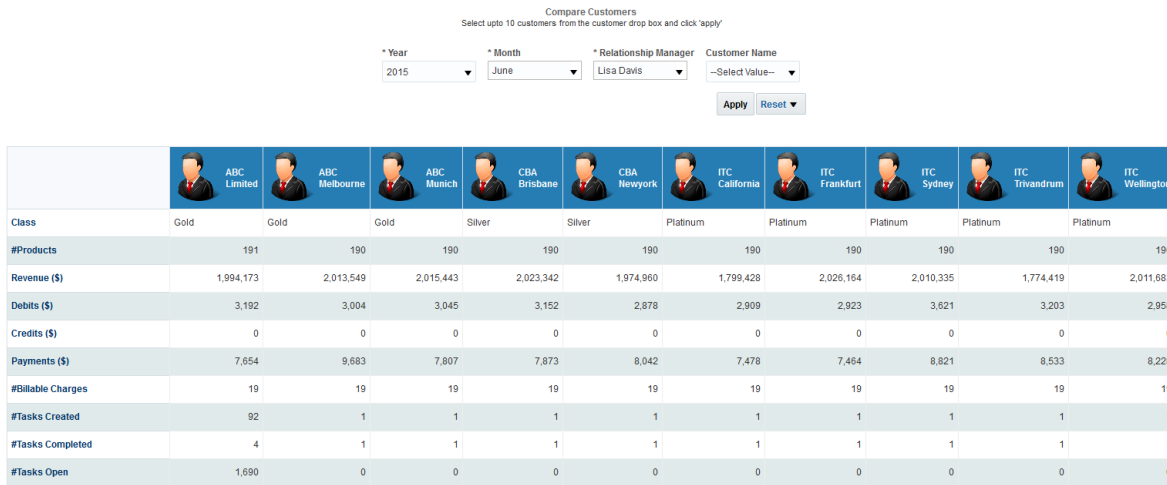 Compare Customers
Select upto 10 customers from the customer drop box and click 'apply'
* Year * Month * Relationship Manager Customer Name
2015 June Lisa Davis --Select Value--
Apply Reset
ABC Limited ABC Melbourne ABC Munich CBA Brisbane CBA Newyork ITC California ITC Frankfurt ITC Sydney ITC Trivandrum ITC Wellington
Class Gold Gold Gold Silver Silver Platinum Platinum Platinum Platinum Platinum
#Products 191 190 190 190 190 190 190 190 190
Revenue ($) 1,994,173 2,013,549 2,015,443 2,023,342 1,974,960 1,799,428 2,026,164 2,010,335 1,774,419
Debits ($) 3,192 3,004 3,045 3,152 2,878 2,909 2,923 3,621 3,203
Credits ($) 0 0 0 0 0 0 0 0 0
Payments ($) 7,654 9,683 7,807 7,873 8,042 7,478 7,464 8,821 8,533
#Billable Charges 19 19 19 19 19 19 19 19 19
#Tasks Created 92 1 1 1 1 1 1 1 1
#Tasks Completed 4 1 1 1 1 1 1 1 1
#Tasks Open 1,690 0 0 0 0 0 0 0 0